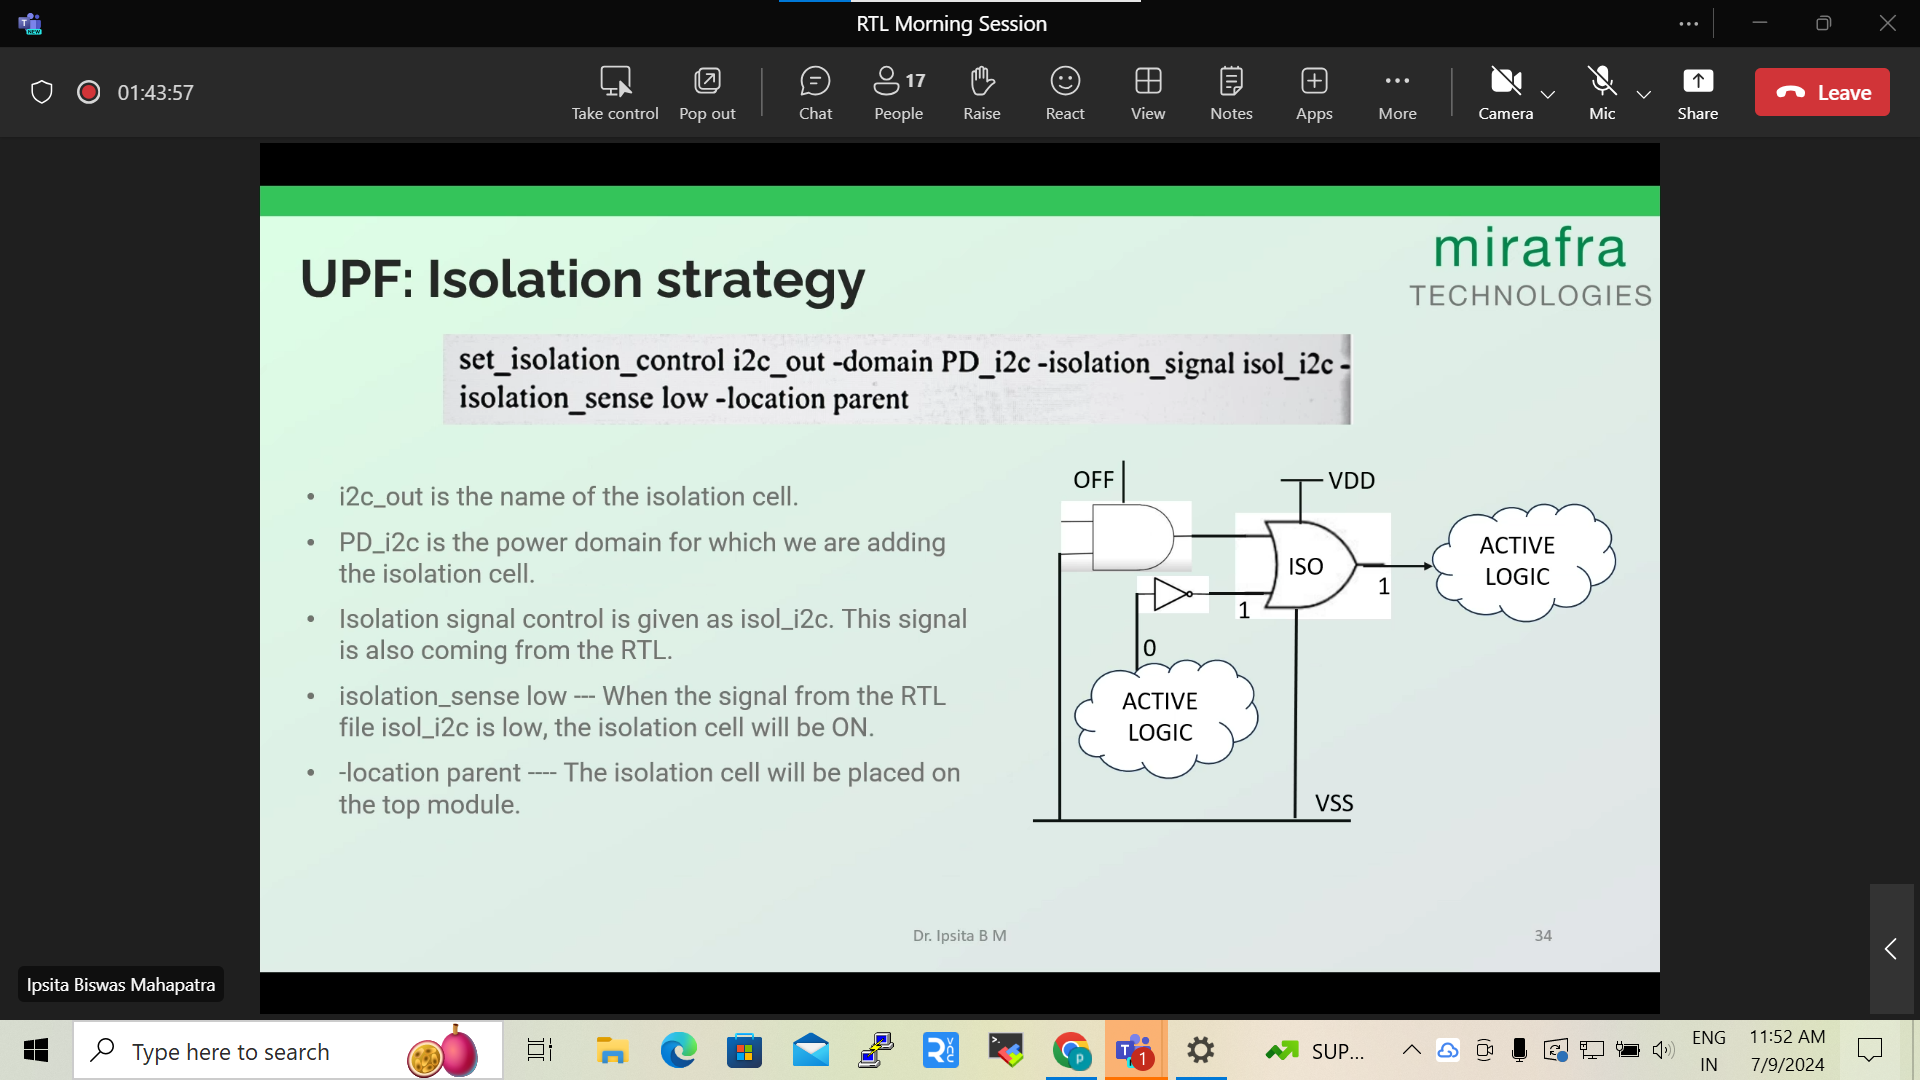 RTL Morning Session
01:43:57
Take control
Pop out
Chat
17
People
Raise
React
View
Notes
Apps
More
Camera
Mic
Share
Leave
mirafra
TECHNOLOGIES
UPF: Isolation strategy
set_isolation_control i2c_out -domain PD_i2c -isolation_signal isol_i2c -
isolation_sense low -location parent
• i2c_out is the name of the isolation cell.
• PD_i2c is the power domain for which we are adding
the isolation cell.
• Isolation signal control is given as isol_i2c. This signal
is also coming from the RTL.
• isolation_sense low --- When the signal from the RTL
file isol_i2c is low, the isolation cell will be ON.
• -location parent ---- The isolation cell will be placed on
the top module.
OFF
VDD
ISO
ACTIVE
LOGIC
1
1
0
ACTIVE
LOGIC
VSS
Dr. Ipsita B M
34
Ipsita Biswas Mahapatra
Type here to search
SUP...
ENG
IN
11:52 AM
7/9/2024